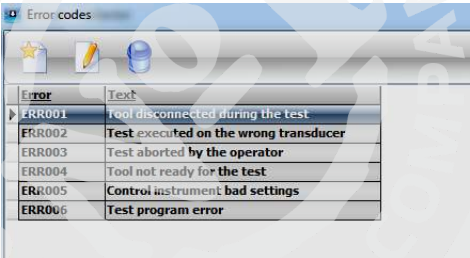 Error codes
Error Text
ERR001 Tool disconnected during the test
ERR002 Test executed on the wrong transducer
ERR003 Test aborted by the operator
ERR004 Tool not ready for the test
ERR005 Control instrument bad settings
ERR006 Test program error